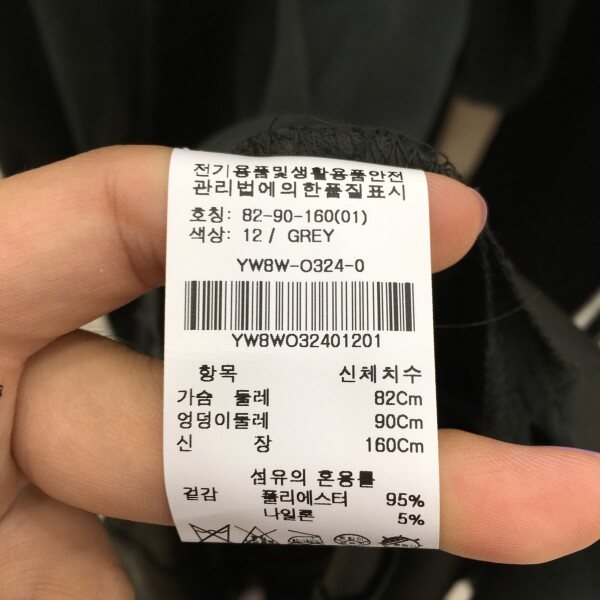 전기용품및생활용품안전
관리법에의한품질표시
호칭: 82-90-160(01)
색상: 12 / GREY
YW8W-O324-0
YW8WO32401201
항목 신체치수
가슴 둘레 82Cm
엉덩이둘레 90Cm
신 장 160Cm
섬유의 혼용률
겉감 폴리에스터 95%
나일론 5%